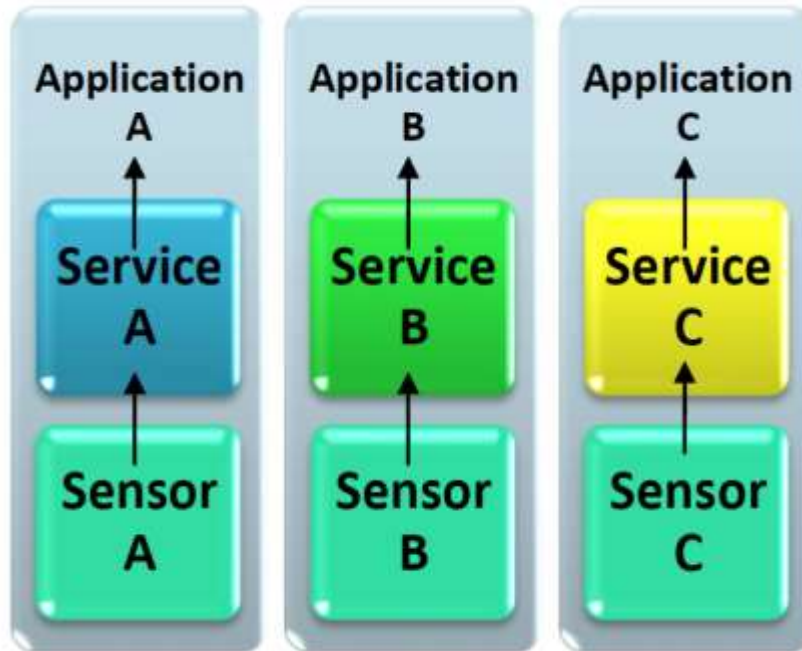 Application
A
Service
A
Sensor
A
Application
B
Service
B
Sensor
B
Application
C
Service
C
Sensor
C